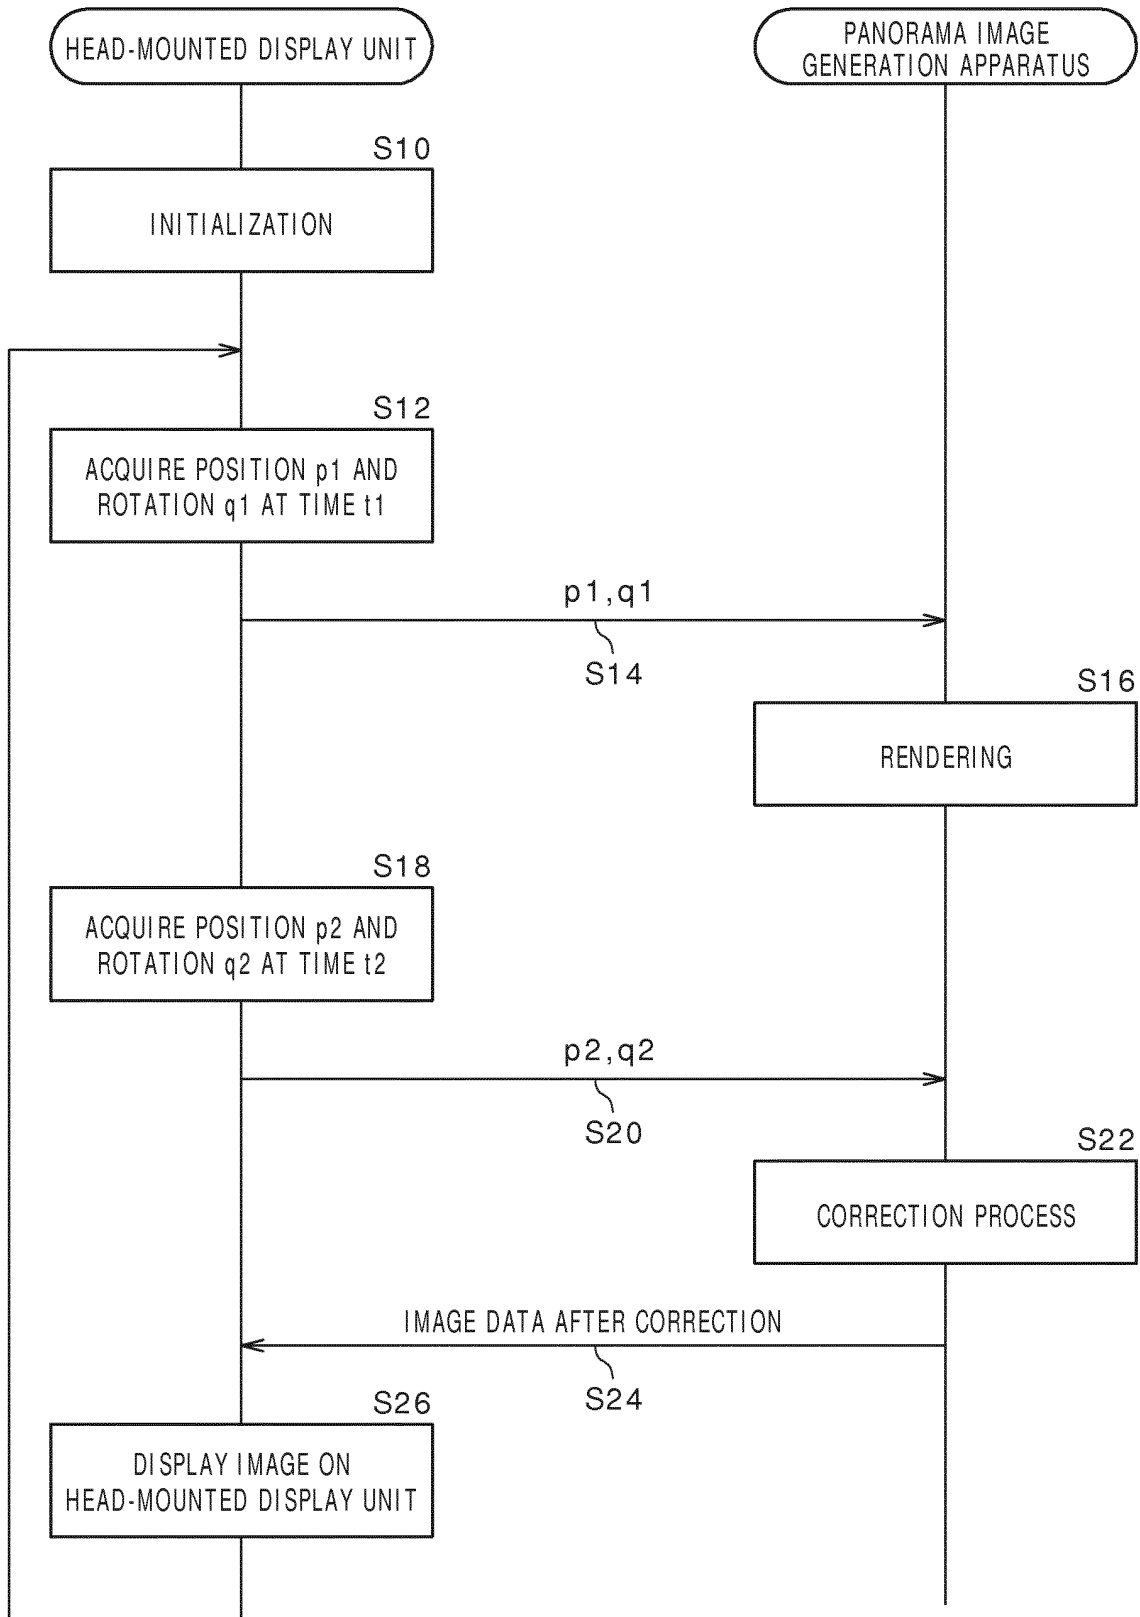 HEAD-MOUNTED DISPLAY UNIT
PANORAMA IMAGE
GENERATION APPARATUS
S10
INITIALIZATION
S12
ACQUIRE POSITION p1 AND
ROTATION q1 AT TIME t1
p1,q1
S14
S16
RENDERING
S18
ACQUIRE POSITION p2 AND
ROTATION q2 AT TIME t2
p2,q2
S20
S22
CORRECTION PROCESS
IMAGE DATA AFTER CORRECTION
S24
S26
DISPLAY IMAGE ON
HEAD-MOUNTED DISPLAY UNIT